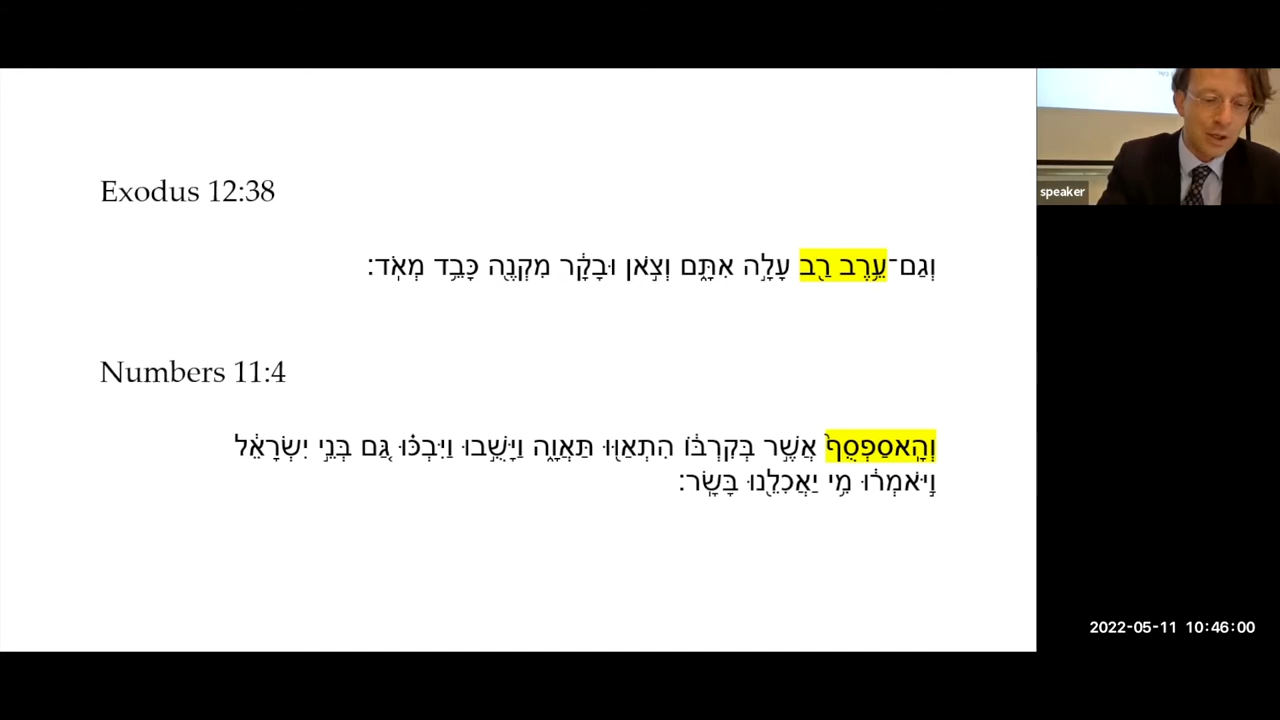 Exodus 12:38
וְגַם־עֵ֥רֶב רַ֖ב עָלָ֣ה אִתָּ֑ם וְצֹ֣אן וּבָקָ֔ר מִקְנֶ֖ה כָּבֵ֥ד מְאֹֽד׃
Numbers 11:4
וְהָֽאסַפְסֻף֙ אֲשֶׁ֣ר בְּקִרְבּ֔וֹ הִתְאַוּ֖וּ תַּאֲוָ֑ה וַיָּשֻׁ֣בוּ וַיִּבְכּ֗וּ גַּ֚ם בְּנֵ֣י יִשְׂרָאֵ֔ל
וַיֹּ֣אמְר֔וּ מִ֥י יַאֲכִלֵ֖נוּ בָּשָֽׂר׃
speaker
2022-05-11 10:46:00